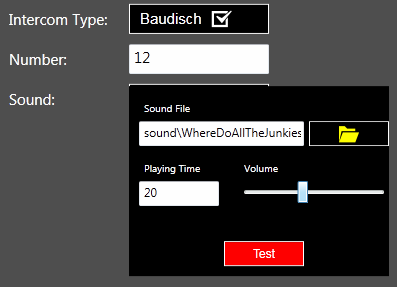 Intercom Type:
Baudisch
Number:
12
Sound:
Sound File
sound\WhereDoAllTheJunkies
Playing Time
Volume
20
Test